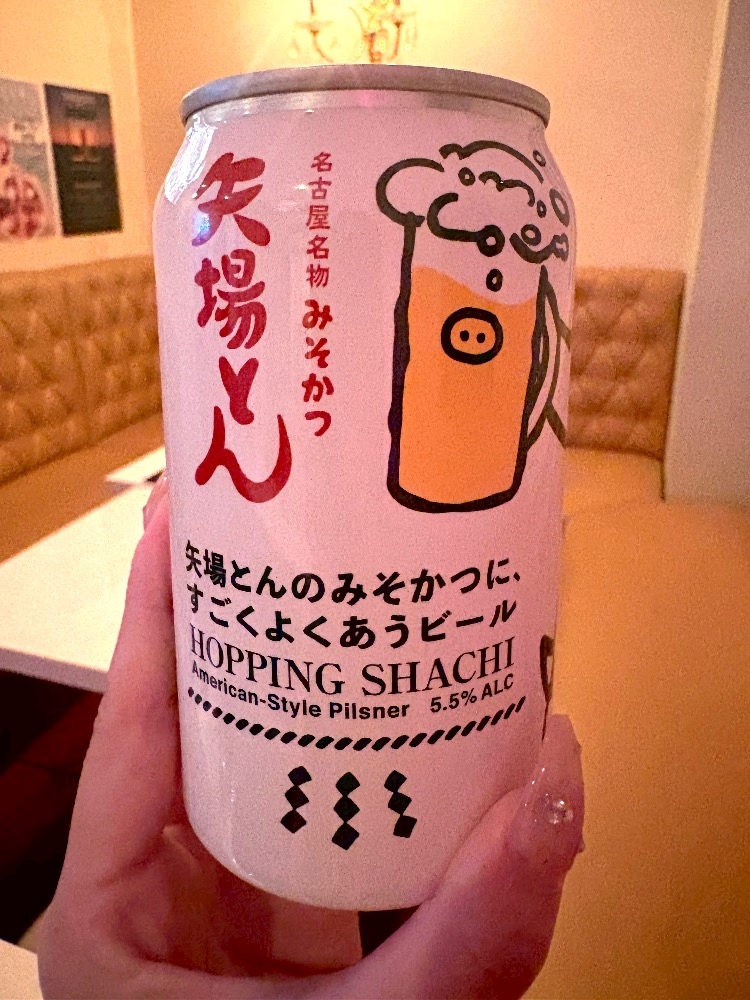 名古屋名物 みそかつ
矢場とん
矢場とんのみそかつに、
すごくよくあうビール
HOPPING SHACHI
American-Style Pilsner 5.5% ALC